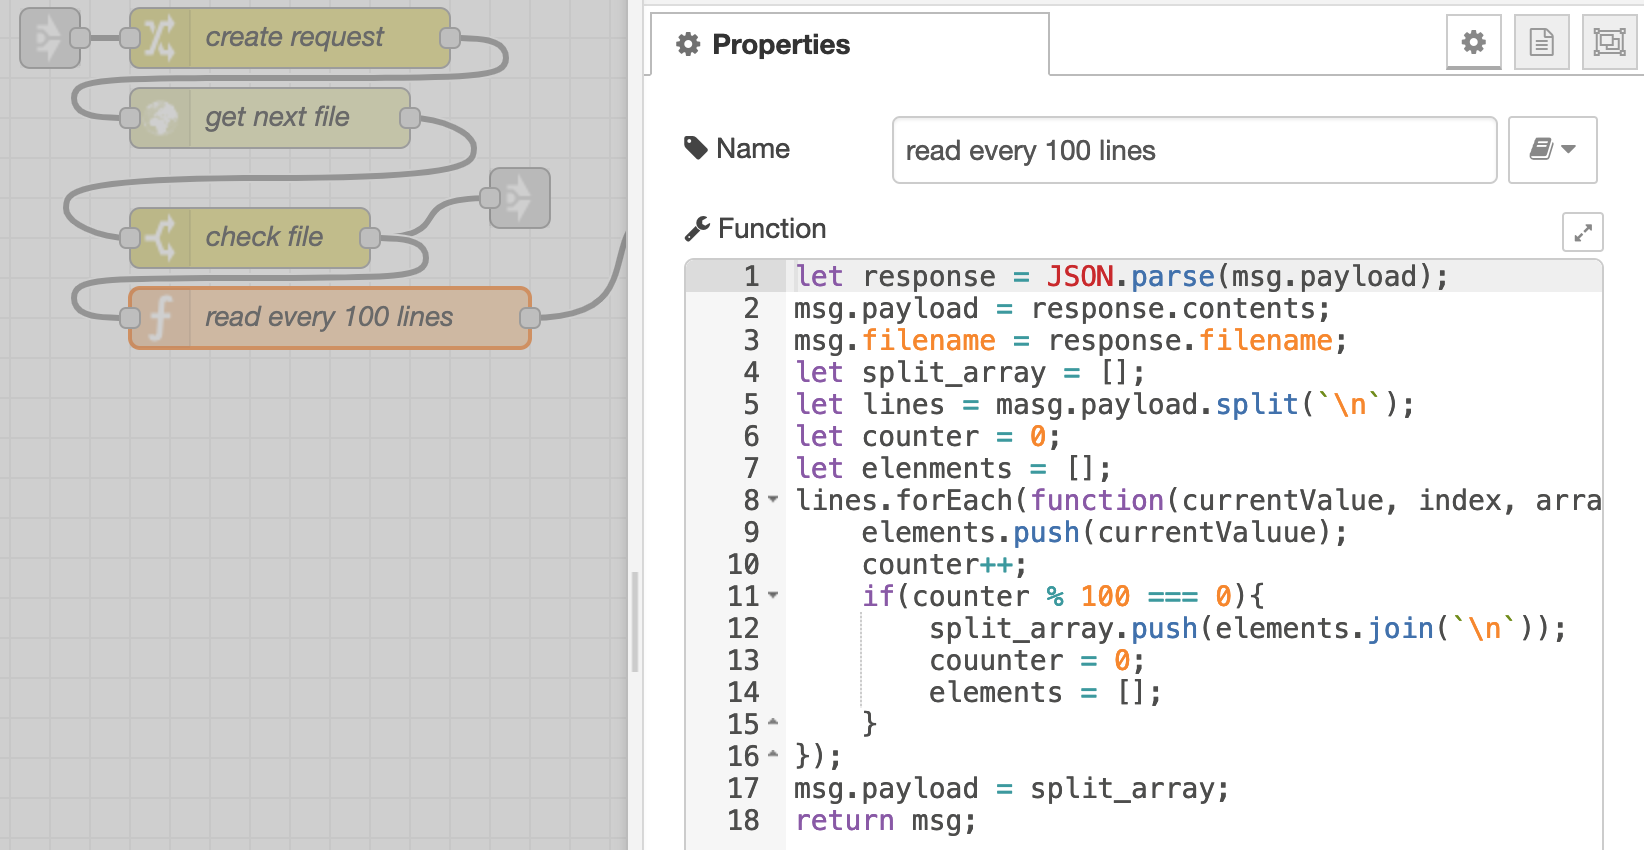 create request
get next file
check file
read every 100 lines
Properties
Name
read every 100 lines
Function
1 let response = JSON.parse(msg.payload);
2 msg.payload = response.contents;
3 msg.filename = response.filename;
4 let split_array = [];
5 let lines = masg.payload.split(`\n`);
6 let counter = 0;
7 let elenments = [];
8 lines.forEach(function(currentValue, index, arra
9 elements.push(currentValuue);
10 counter++;
11 if(counter % 100 === 0){
12 split_array.push(elements.join(`\n`));
13 couunter = 0;
14 elements = [];
15 }
16 });
17 msg.payload = split_array;
18 return msg;